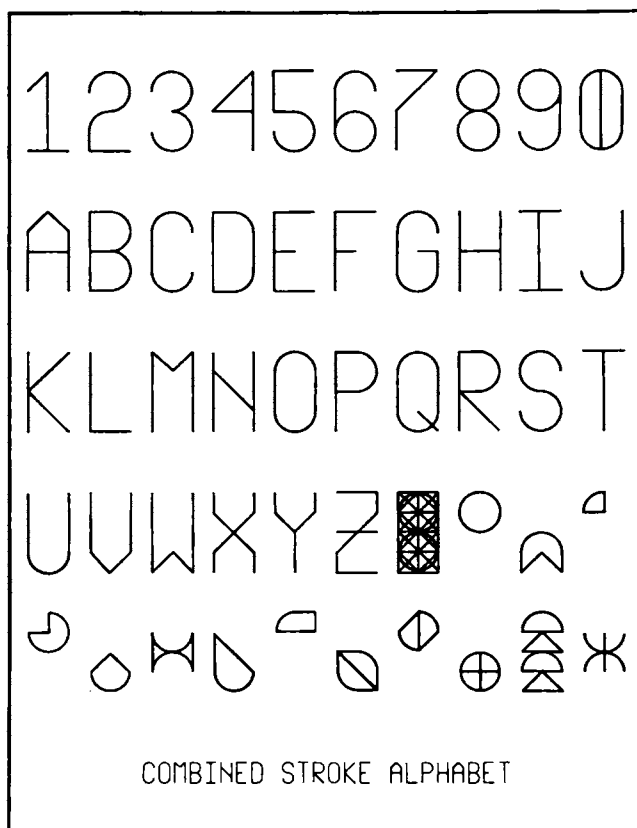 1234567890
ABCDEFGHIJ
KLMNOPQRST
UVWXYZ
COMBINED STROKE ALPHABET